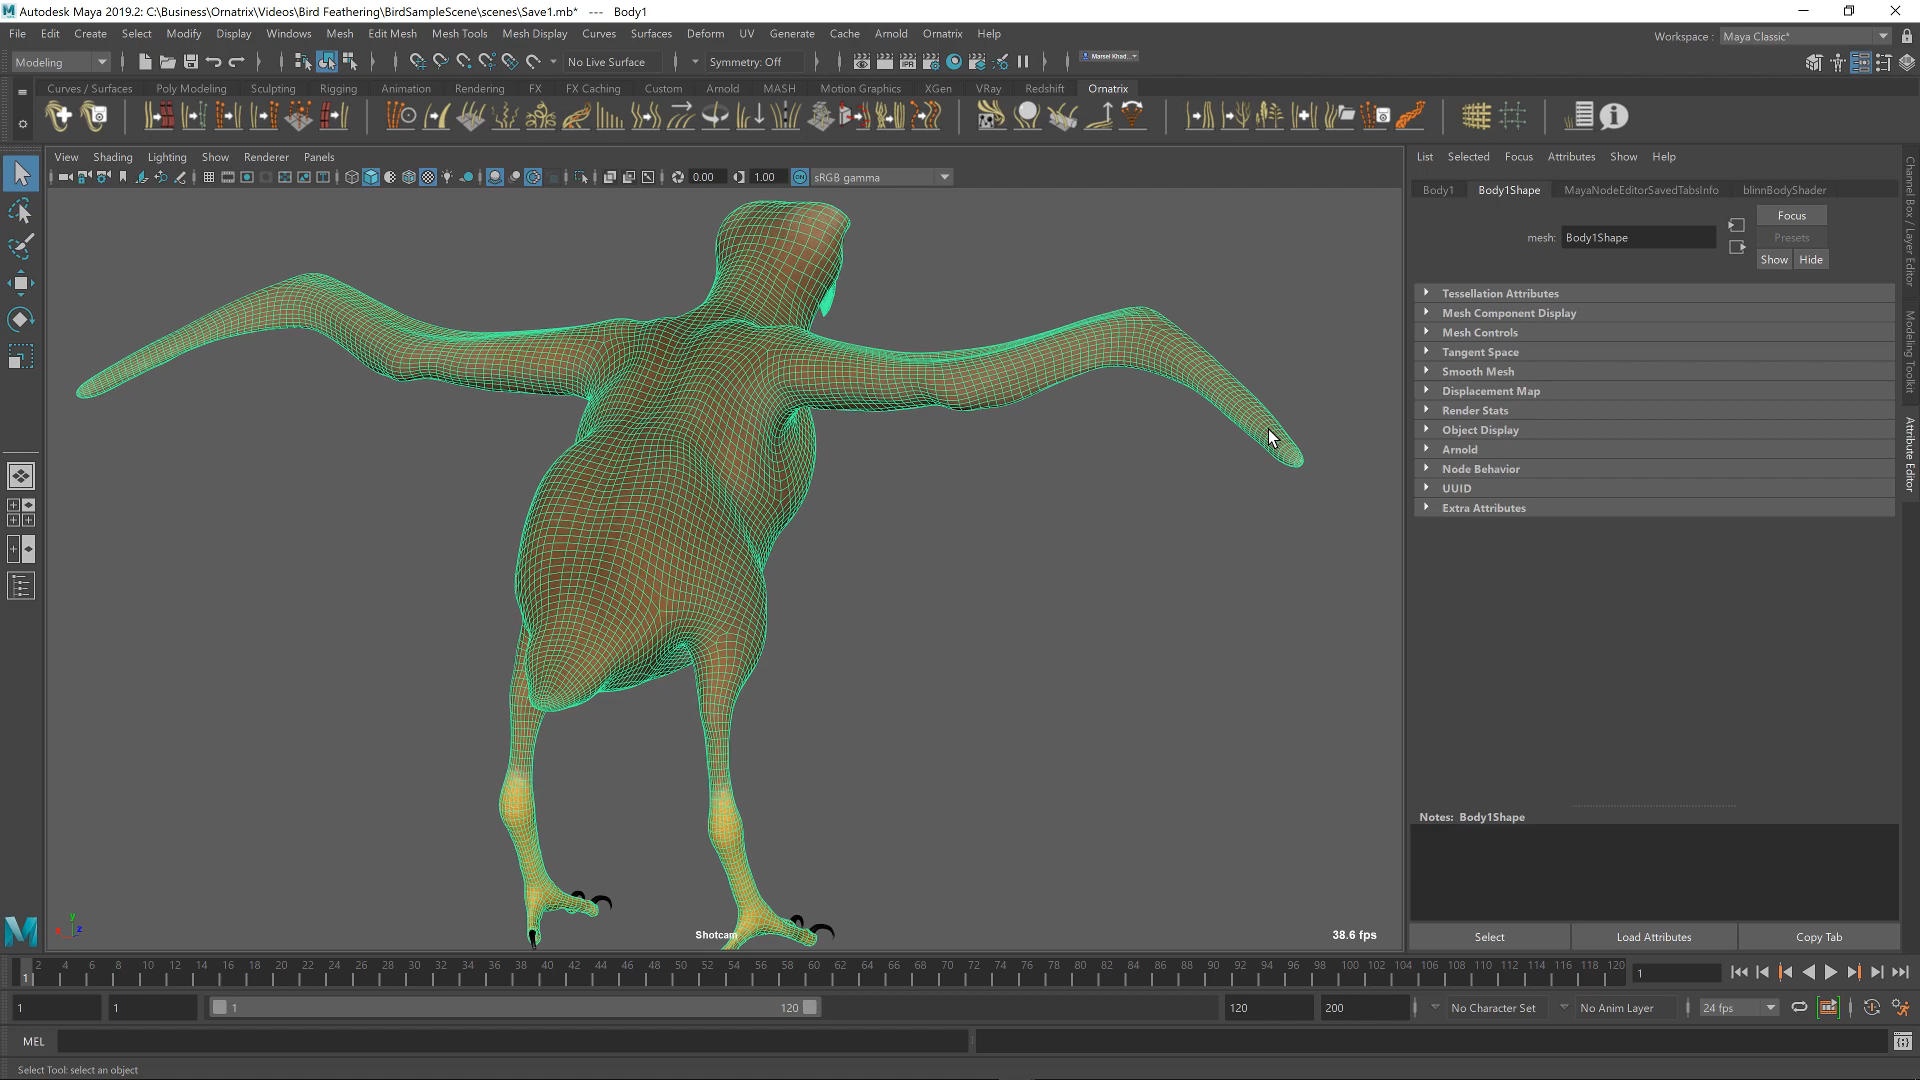 Autodesk Maya 2019.2: C:\Business\Ornatrix\Videos\Bird Feathering\BirdSampleScene\scenes\Save1.mb* --- Body1
File Edit Create Select Modify Display Windows Mesh Edit Mesh Mesh Tools Mesh Display Curves Surfaces Deform UV Generate Cache Arnold Ornatrix Help
Workspace : Maya Classic*
Modeling No Live Surface Symmetry: Off
Curves / Surfaces Poly Modeling Sculpting Rigging Animation Rendering FX FX Caching Custom Arnold MASH Motion Graphics XGen VRay Redshift Ornatrix
IPR
View Shading Lighting Show Renderer Panels
0.00 1.00 ON sRGB gamma
List Selected Focus Attributes Show Help
Body1 Body1Shape MayaNodeEditorSavedTabsInfo blinnBodyShader
Focus
mesh: Body1Shape
Presets
Show Hide
Tessellation Attributes
Mesh Component Display
Mesh Controls
Tangent Space
Smooth Mesh
Displacement Map
Render Stats
Object Display
Arnold
Node Behavior
UUID
Extra Attributes
Notes: Body1Shape
Select Load Attributes Copy Tab
Channel Box / Layer Editor
Modeling Toolkit
Attribute Editor
y
x z
Shotcam
38.6 fps
1 2 4 6 8 10 12 14 16 18 20 22 24 26 28 30 32 34 36 38 40 42 44 46 48 50 52 54 56 58 60 62 64 66 68 70 72 74 76 78 80 82 84 86 88 90 92 94 96 98 100 102 104 106 108 110 112 114 116 118 120
1
1 1 1 120 120 200 No Character Set No Anim Layer 24 fps
MEL
Select Tool: select an object